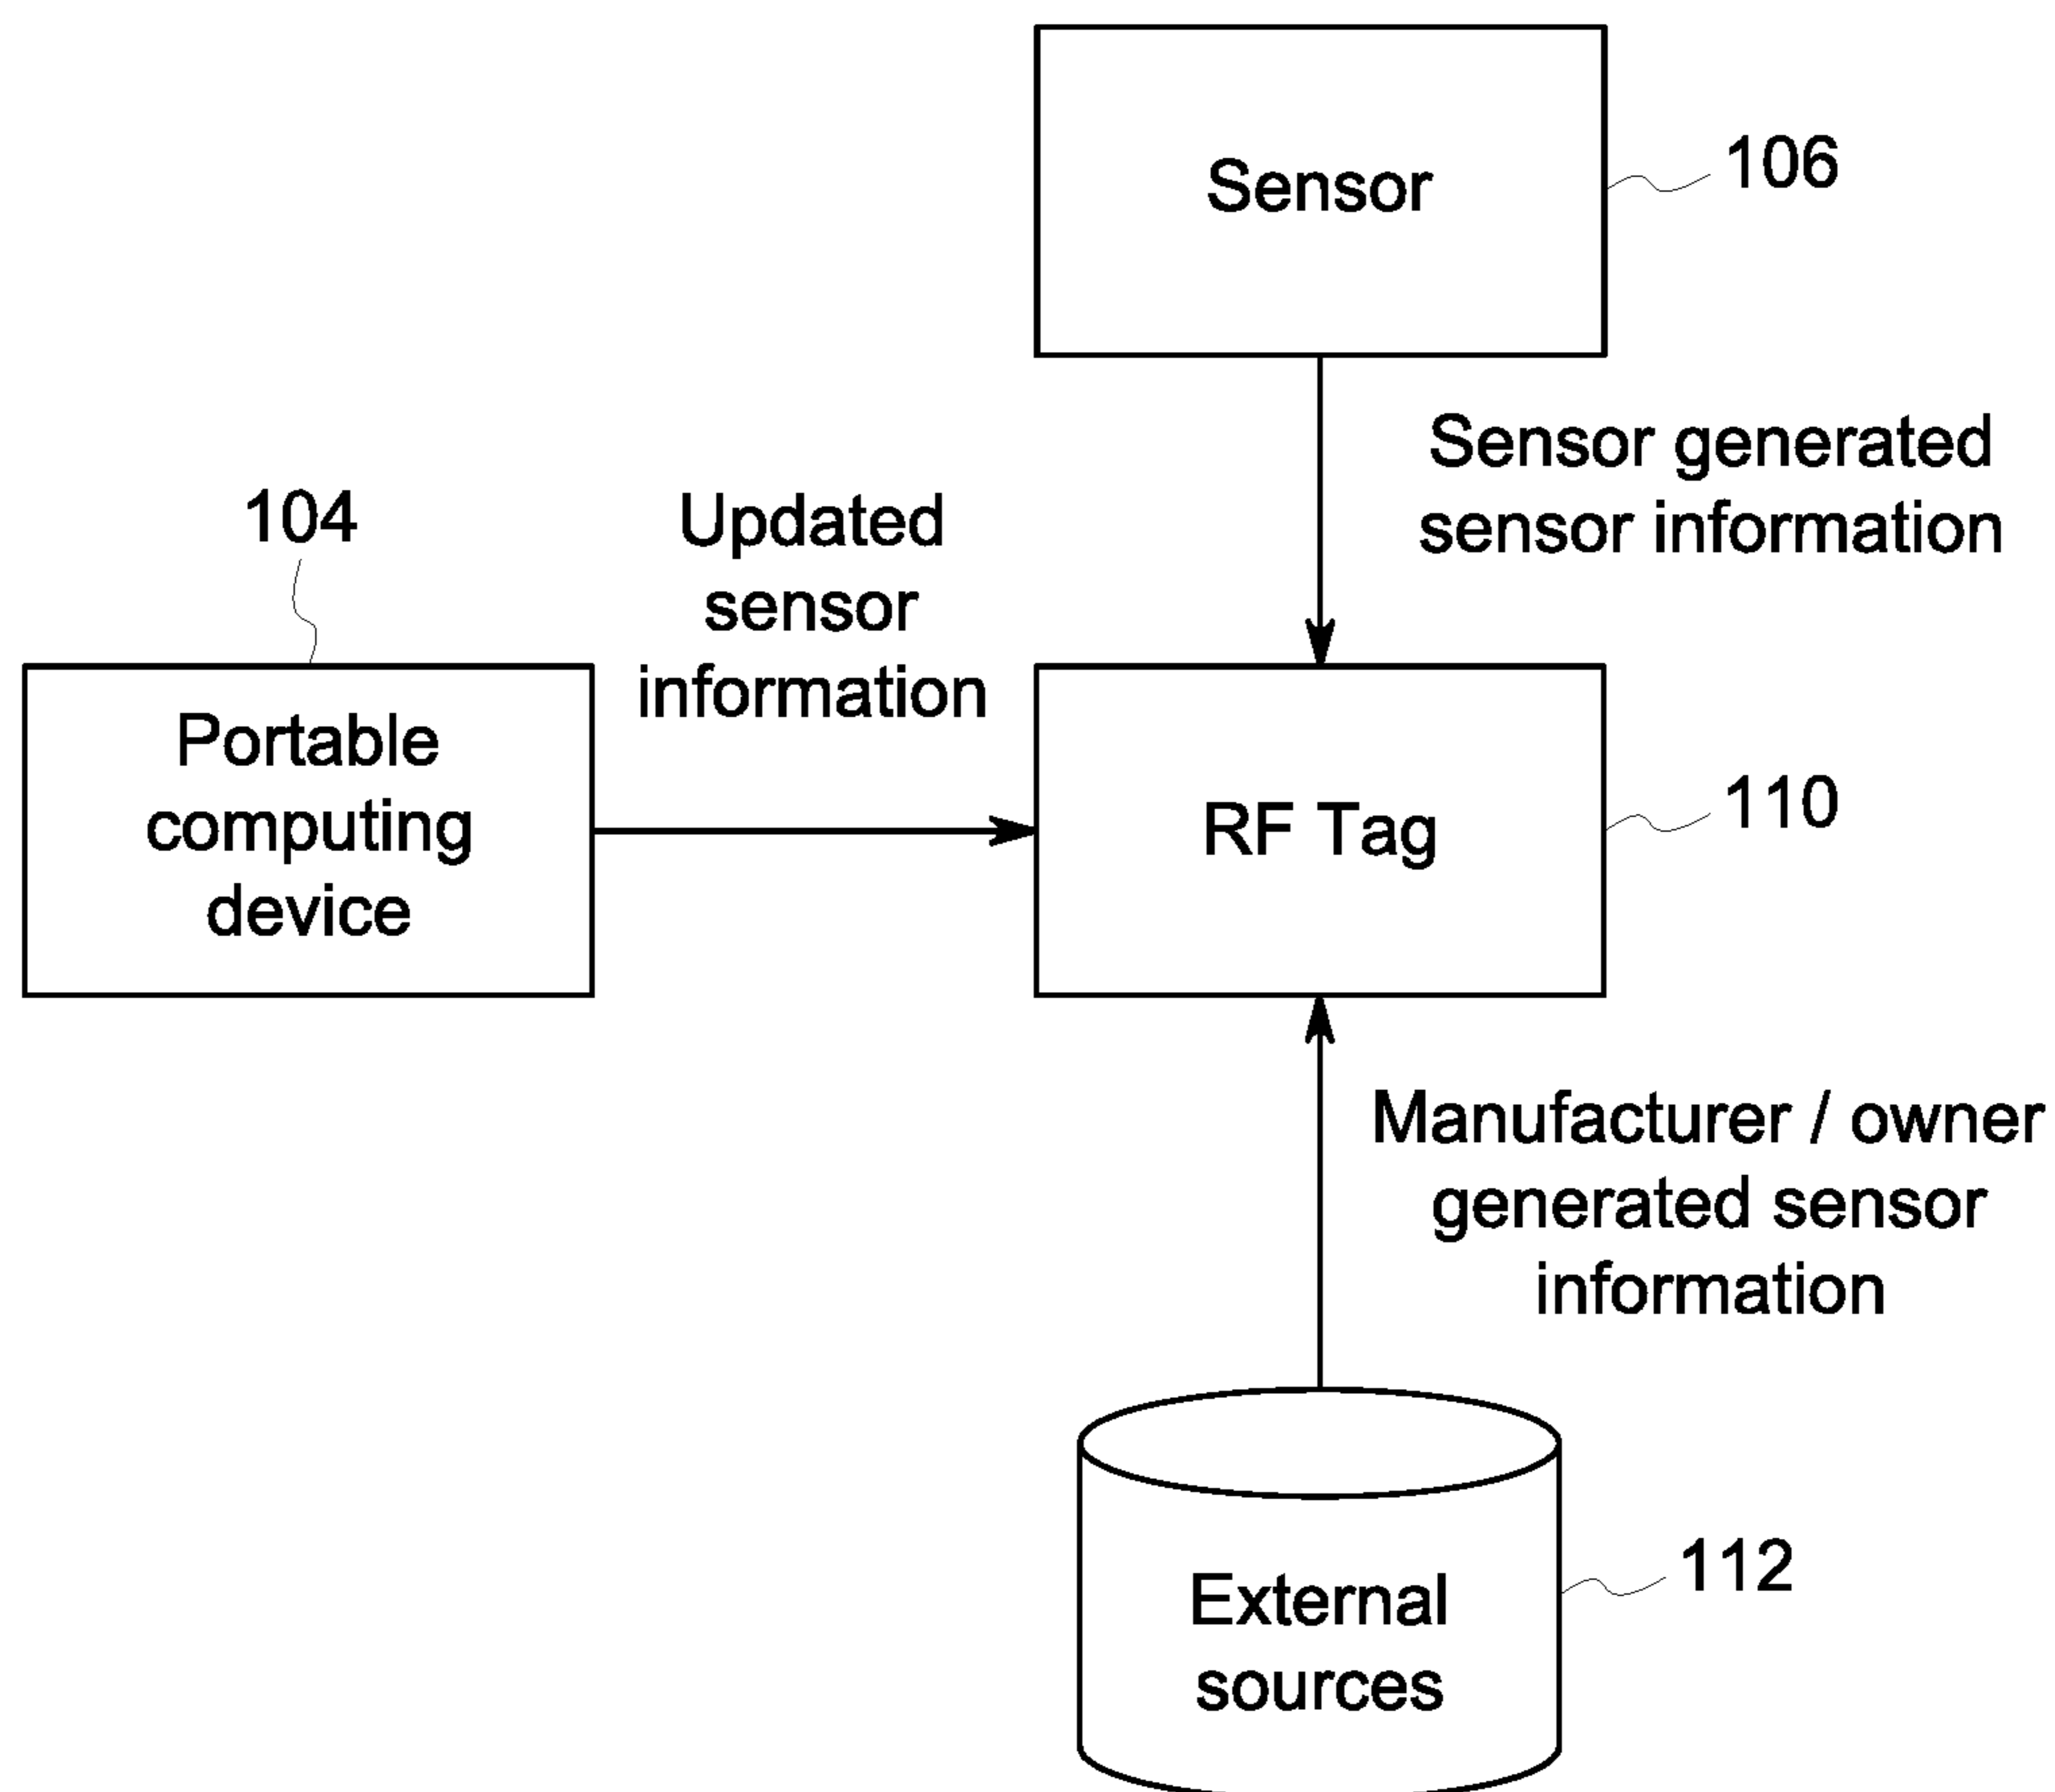 Sensor
106
Sensor generated
sensor information
104
Updated
sensor
information
Portable
computing
device
RF Tag
110
Manufacturer / owner
generated sensor
information
External
sources
112